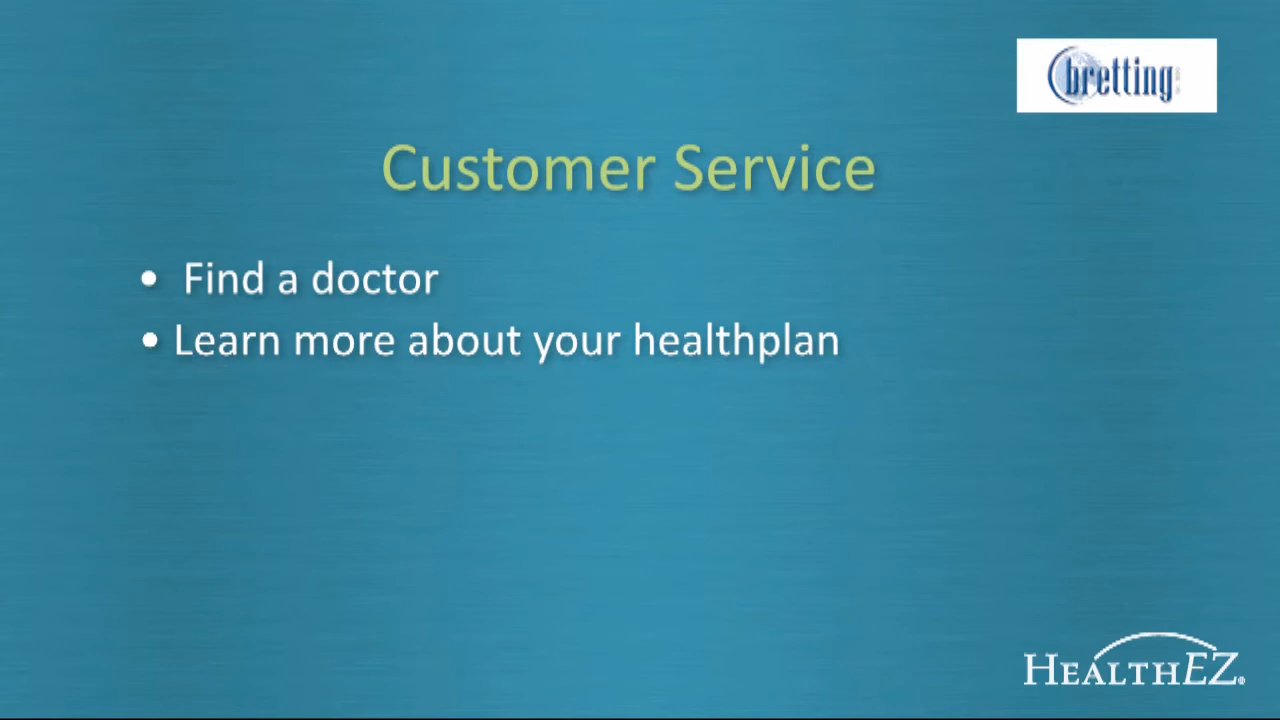 bretting
Customer Service
• Find a doctor
• Learn more about your healthplan
HEALTHEZ®